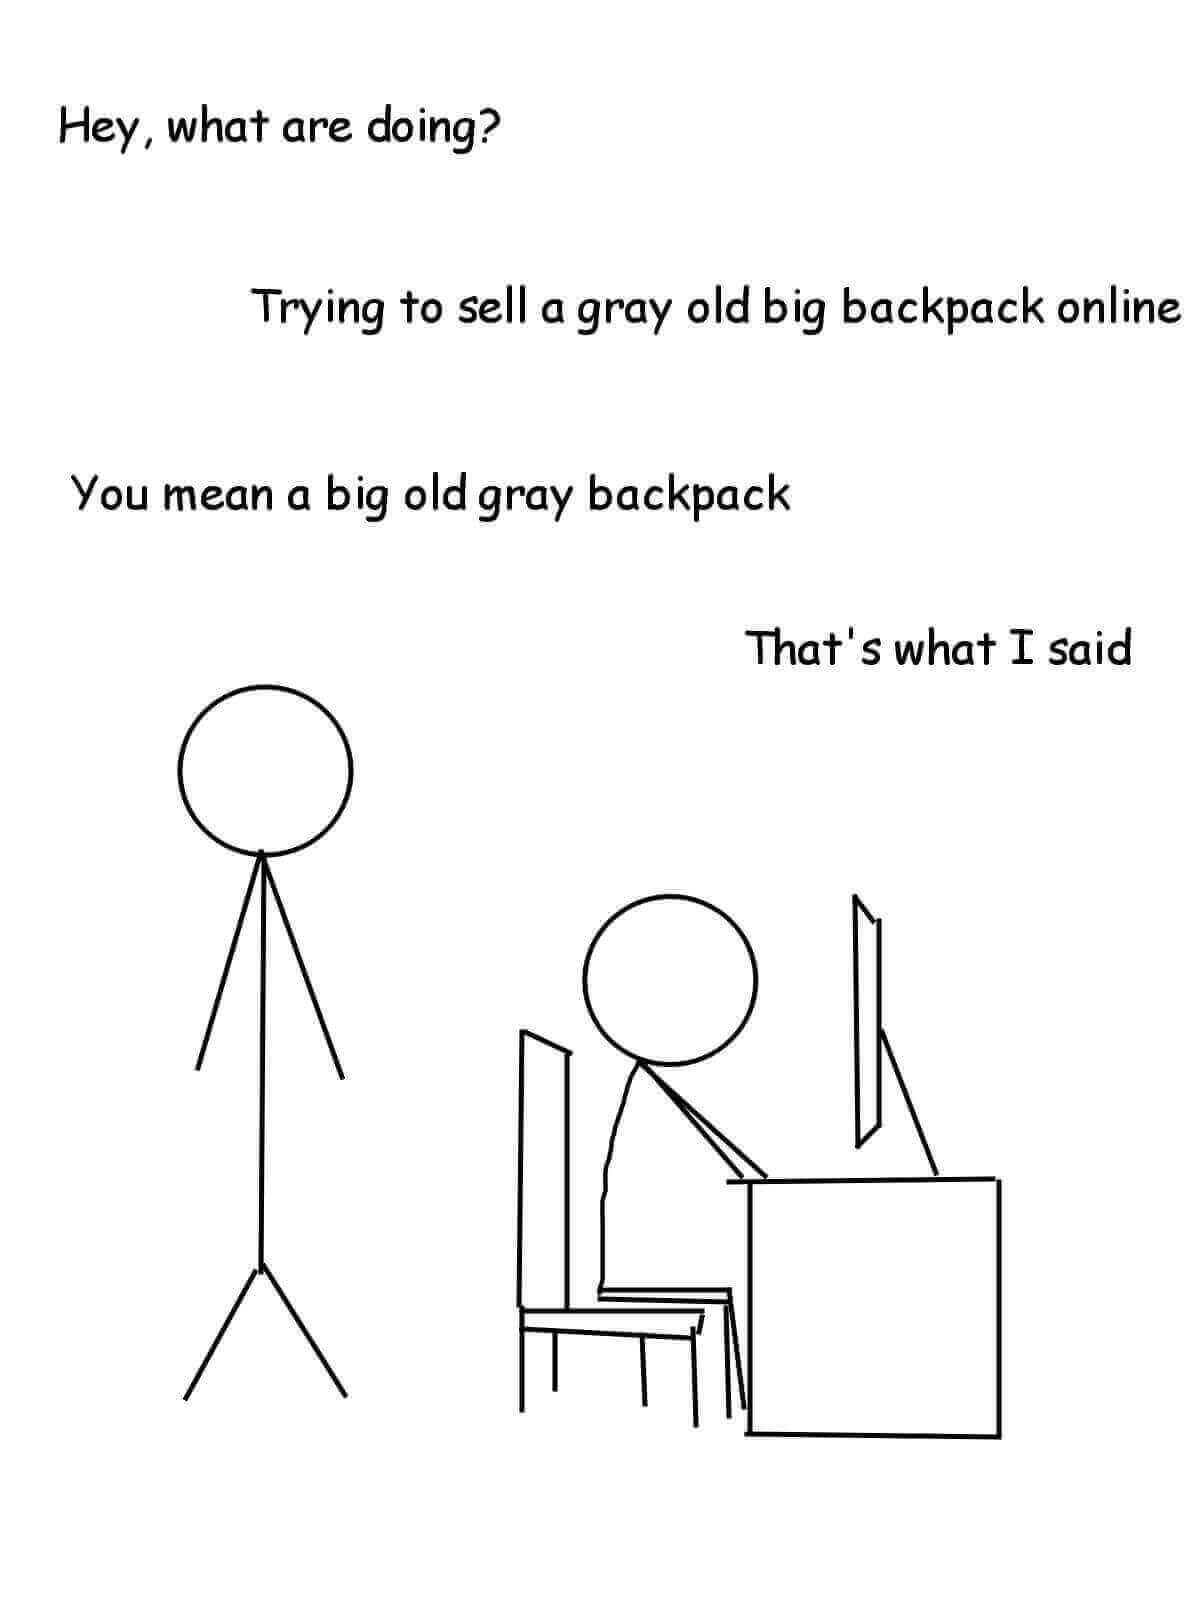 Hey, what are doing?
Trying to sell a gray old big backpack online
You mean a big old gray backpack
That's what I said